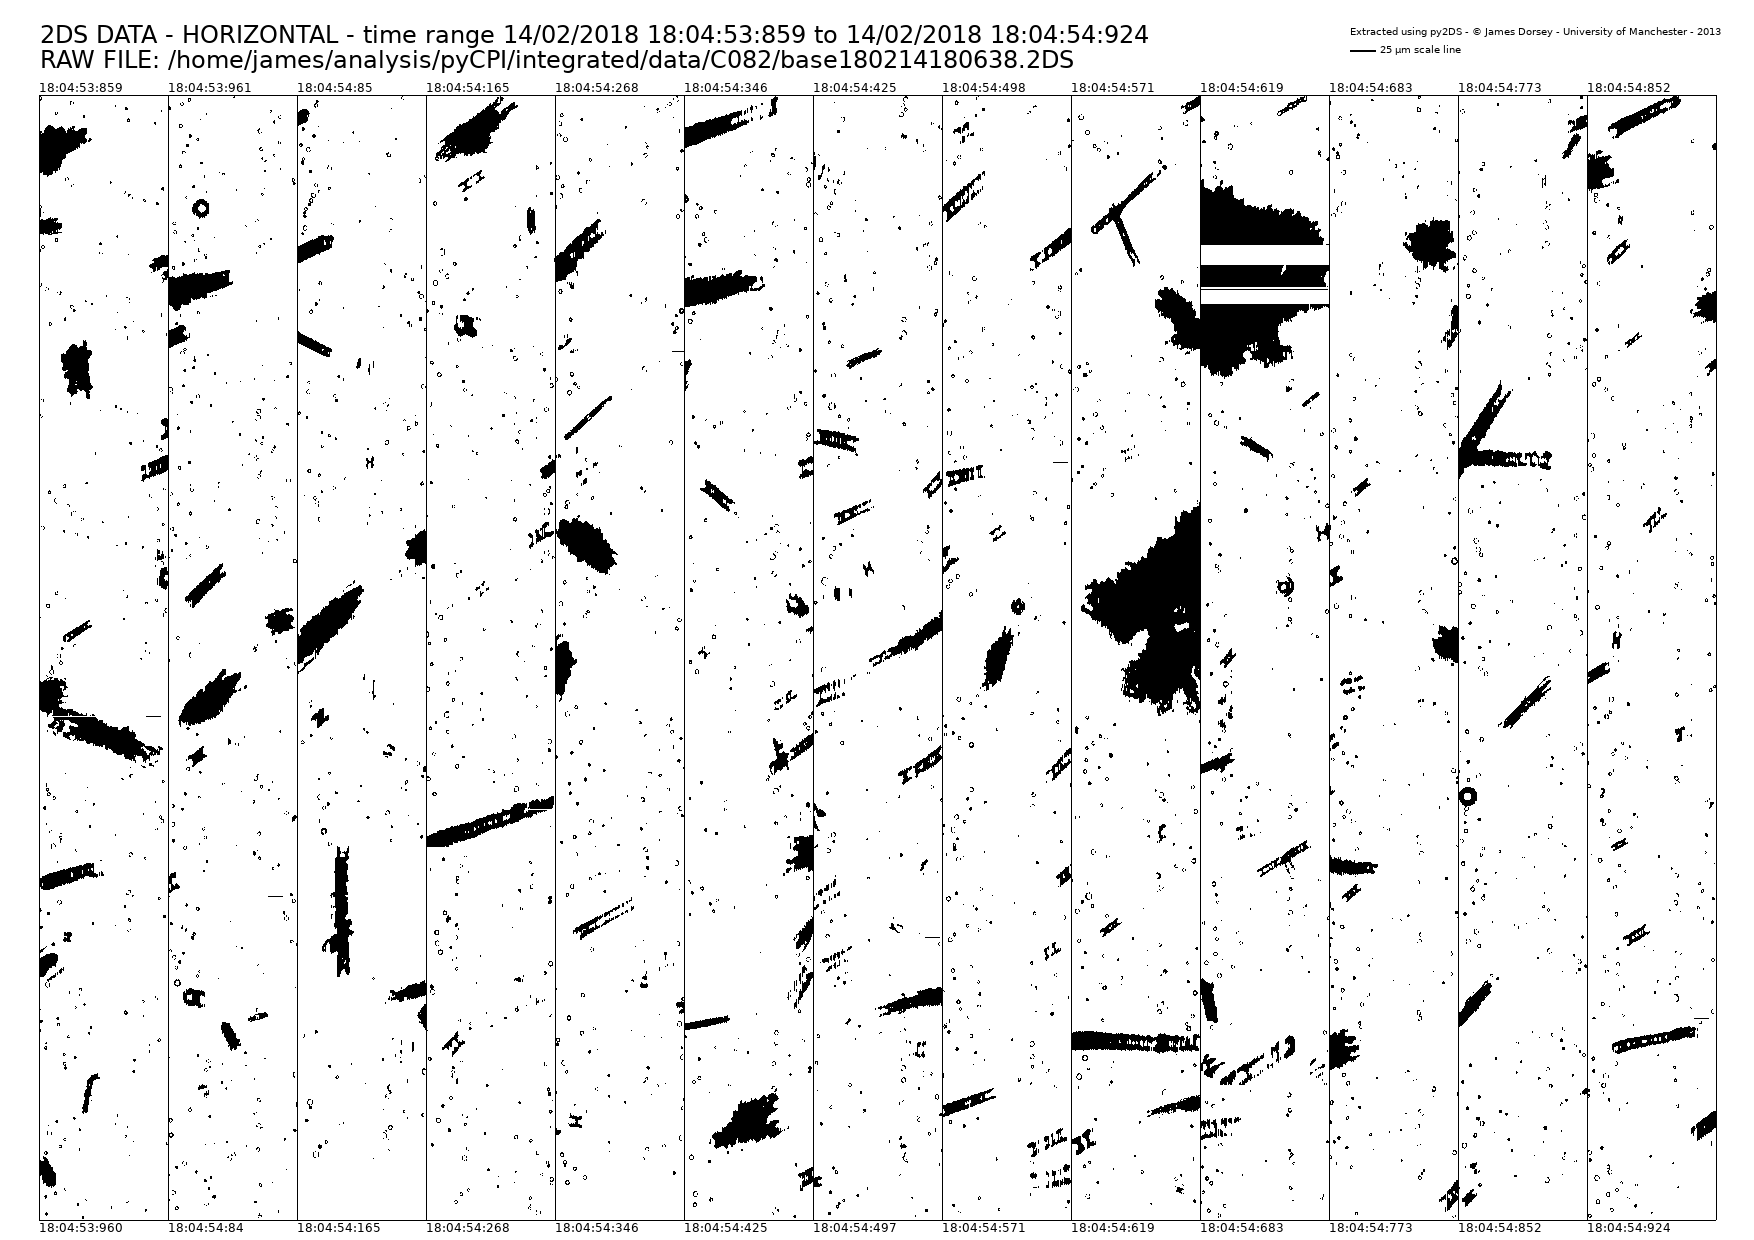 2DS DATA - HORIZONTAL - time range 14/02/2018 18:04:53:859 to 14/02/2018 18:04:54:924
Extracted using py2DS - © James Dorsey - University of Manchester - 2013
RAW FILE: /home/james/analysis/pyCPI/integrated/data/C082/base180214180638.2DS
25 µm scale line
18:04:53:859 18:04:53:961 18:04:54:85 18:04:54:165 18:04:54:268 18:04:54:346 18:04:54:425 18:04:54:498 18:04:54:571 18:04:54:619 18:04:54:683 18:04:54:773 18:04:54:852
18:04:53:960 18:04:54:84 18:04:54:165 18:04:54:268 18:04:54:346 18:04:54:425 18:04:54:497 18:04:54:571 18:04:54:619 18:04:54:683 18:04:54:773 18:04:54:852 18:04:54:924